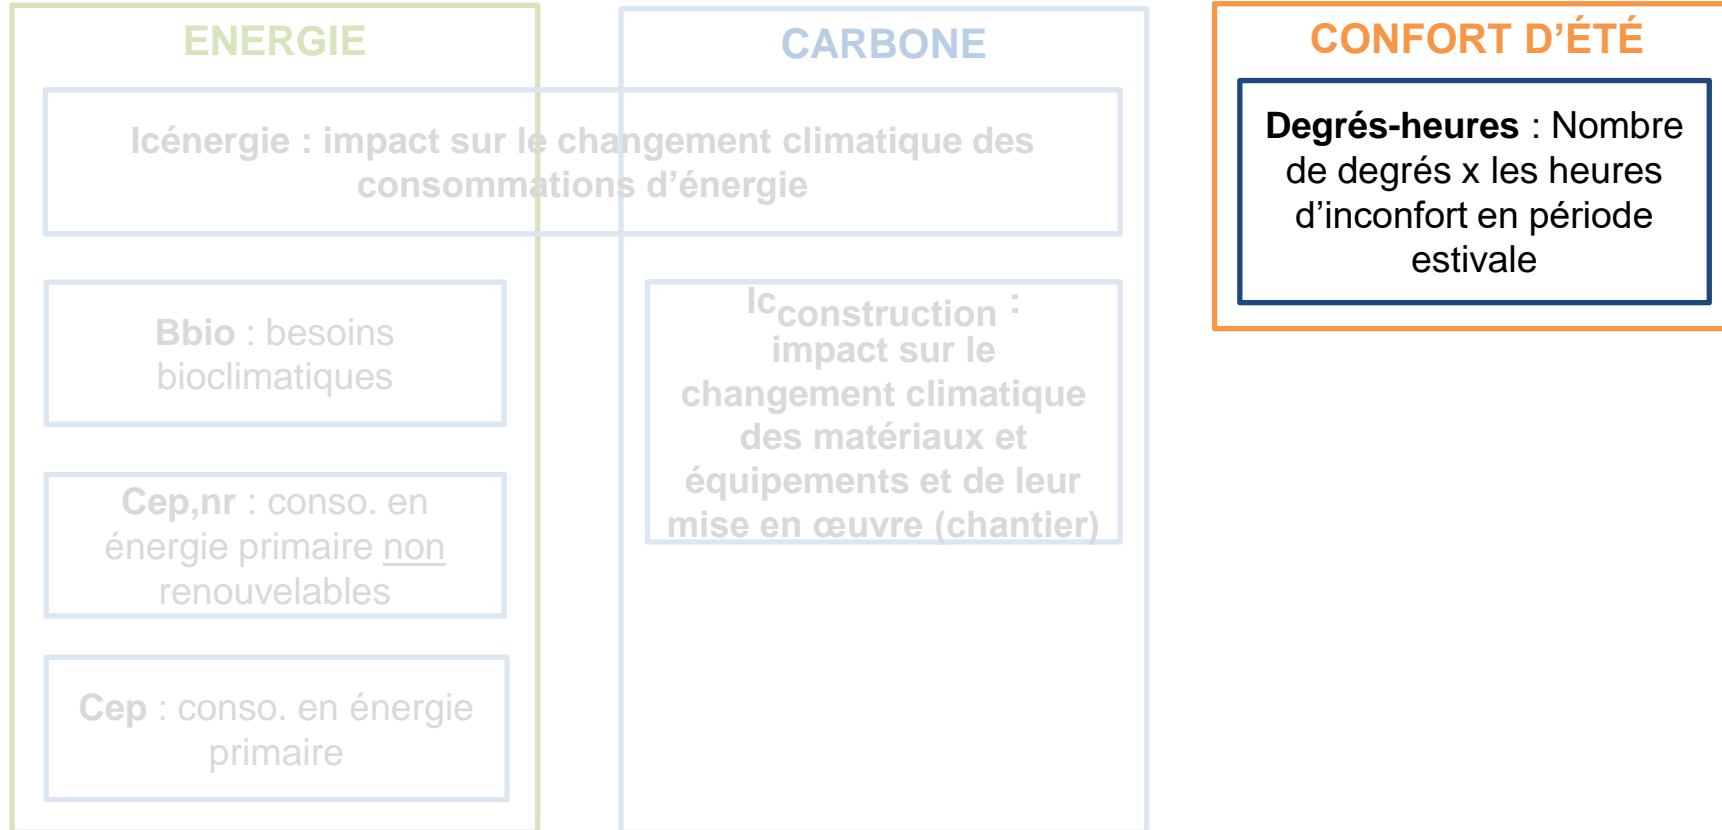 ENERGIE
Icénergie : impact sur le changement climatique des
consommations d’énergie
Bbio : besoins
bioclimatiques
Cep,nr : conso. en
énergie primaire non
renouvelables
Cep : conso. en énergie
primaire
CARBONE
Icconstruction :
impact sur le
changement climatique
des matériaux et
équipements et de leur
mise en œuvre (chantier)
CONFORT D’ÉTÉ
Degrés-heures : Nombre
de degrés x les heures
d’inconfort en période
estivale